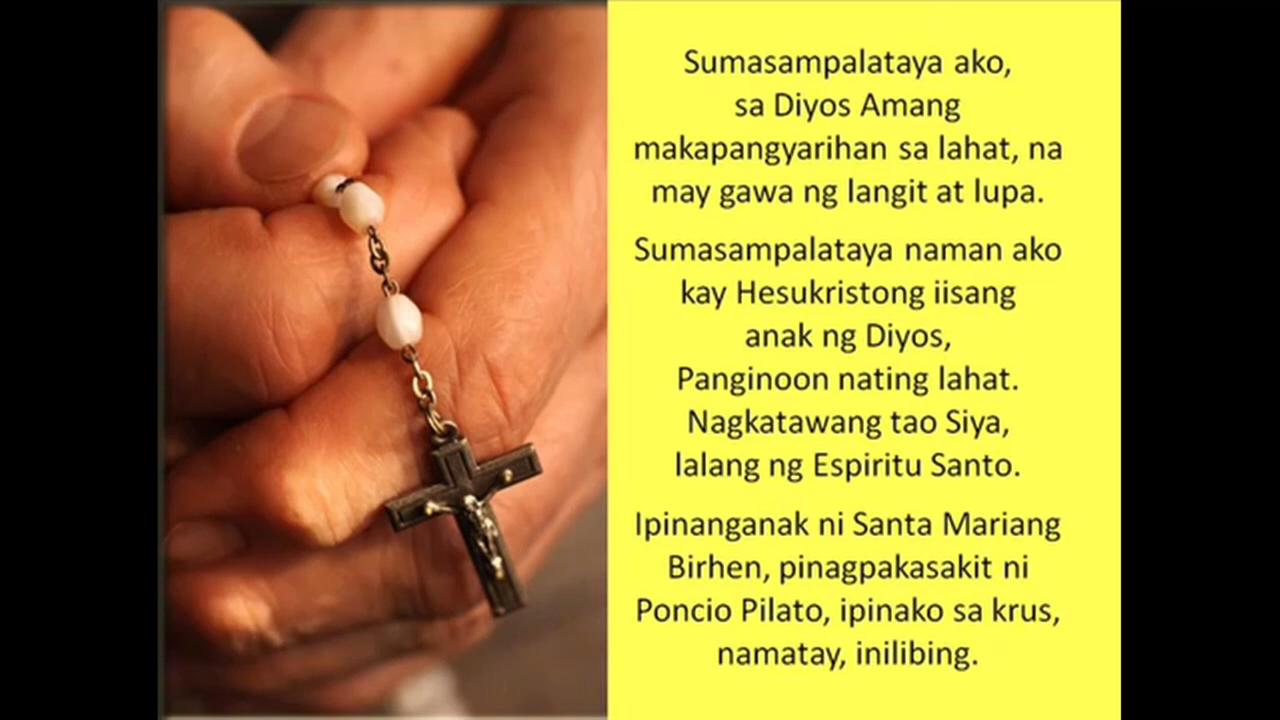 Sumasampalataya ako,
sa Diyos Amang
makapangyarihan sa lahat, na
may gawa ng langit at lupa.
Sumasampalataya naman ako
kay Hesukristong iisang
anak ng Diyos,
Panginoon nating lahat.
Nagkatawang tao Siya,
lalang ng Espiritu Santo.
Ipinanganak ni Santa Mariang
Birhen, pinagpakasakit ni
Poncio Pilato, ipinako sa krus,
namatay, inilibing.